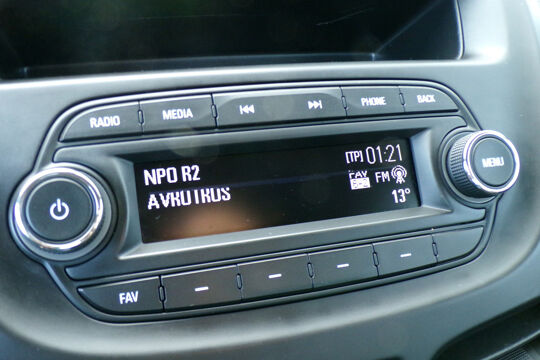 RADIO MEDIA PHONE BACK
NPO R2 [TP] 01:21
AVROTROS FAV FM
13°
MENU
FAV